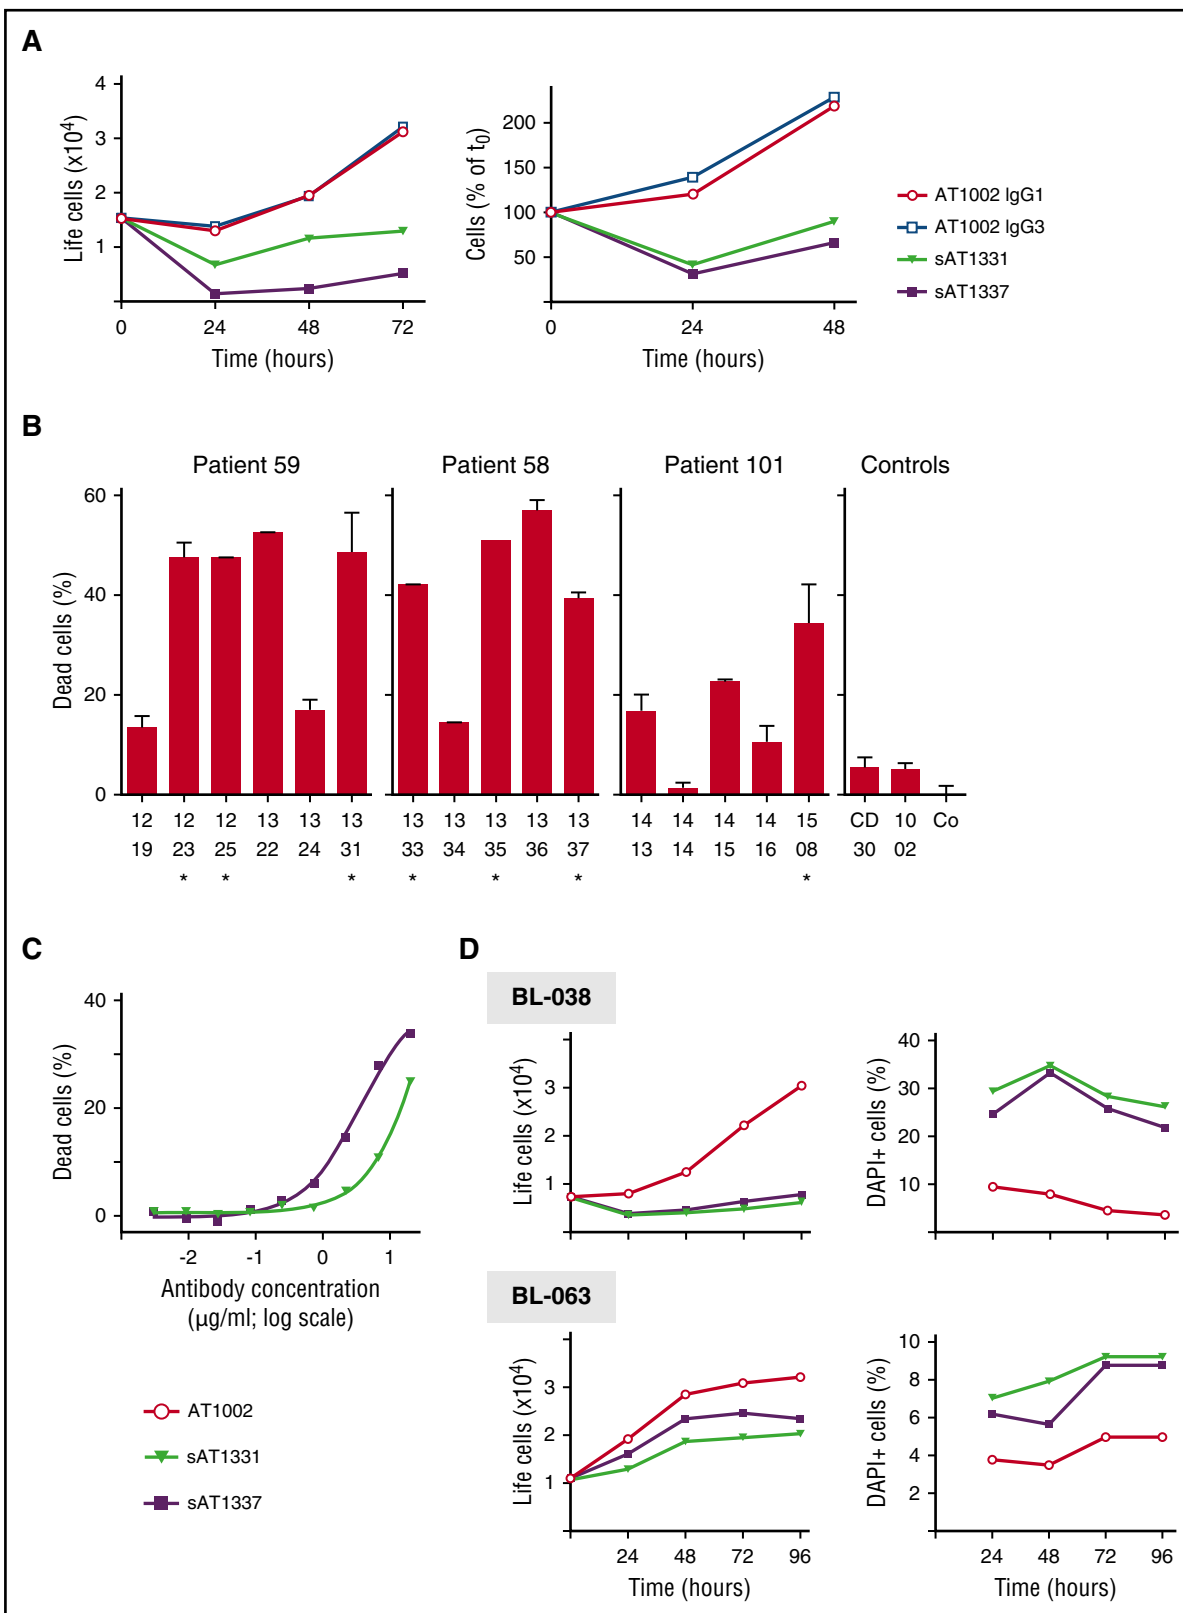 A
Life cells (x10⁴)
4
3
2
1
0
24
48
72
Time (hours)
Cells (% of t₀)
200
150
100
50
0
24
48
Time (hours)
AT1002 IgG1
AT1002 IgG3
sAT1331
sAT1337
B
Patient 59
Patient 58
Patient 101
Controls
Dead cells (%)
60
40
20
0
12 12 12 13 13 13 13 13 13 13 13 14 14 14 14 15 CD 10 Co
19 23 25 22 24 31 33 34 35 36 37 13 14 15 16 08 30 02
* * * * * * *
C
Dead cells (%)
40
20
0
-2 -1 0 1
Antibody concentration
(µg/ml; log scale)
AT1002
sAT1331
sAT1337
D
BL-038
Life cells (x10⁴)
3
2
1
DAPI+ cells (%)
40
30
20
10
BL-063
Life cells (x10⁴)
3
2
1
24 48 72 96
Time (hours)
DAPI+ cells (%)
10
8
6
4
2
24 48 72 96
Time (hours)